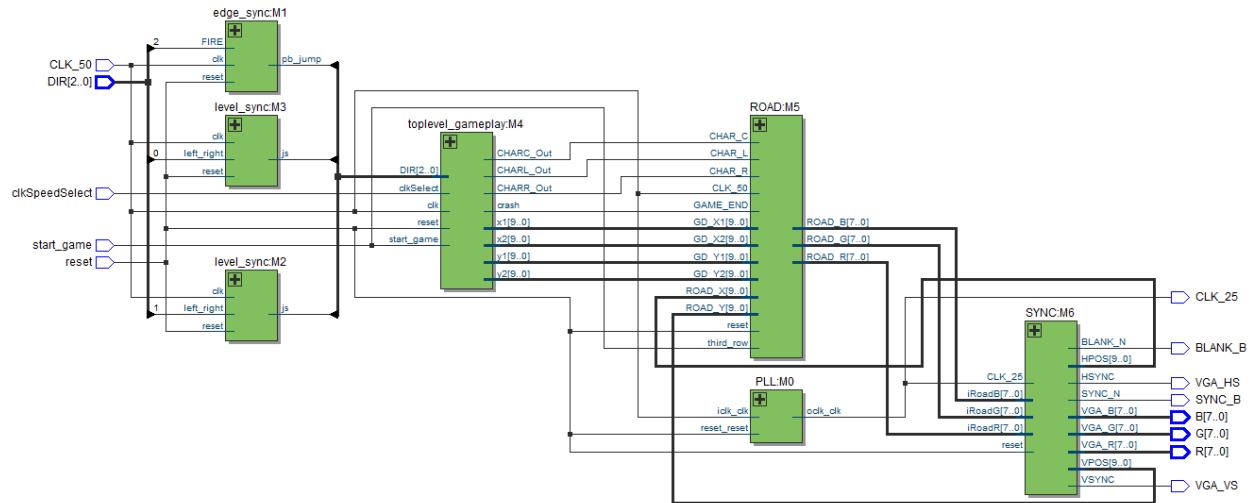 edge_sync:M1
2
FIRE
clk
reset
pb_jump
CLK_50
DIR[2..0]
level_sync:M3
clk
0
left_right
reset
js
clkSpeedSelect
start_game
reset
level_sync:M2
clk
1
left_right
reset
js
toplevel_gameplay:M4
DIR[2..0]
clkSelect
clk
reset
start_game
CHARC_Out
CHARL_Out
CHARR_Out
crash
x1[9..0]
x2[9..0]
y1[9..0]
y2[9..0]
ROAD:M5
CHAR_C
CHAR_L
CHAR_R
CLK_50
GAME_END
GD_X1[9..0]
GD_X2[9..0]
GD_Y1[9..0]
GD_Y2[9..0]
ROAD_X[9..0]
ROAD_Y[9..0]
reset
third_row
ROAD_B[7..0]
ROAD_G[7..0]
ROAD_R[7..0]
PLL:M0
iclk_clk
reset_reset
oclk_clk
SYNC:M6
CLK_25
iRoadB[7..0]
iRoadG[7..0]
iRoadR[7..0]
reset
BLANK_N
HPOS[9..0]
HSYNC
SYNC_N
VGA_B[7..0]
VGA_G[7..0]
VGA_R[7..0]
VPOS[9..0]
VSYNC
CLK_25
BLANK_B
VGA_HS
SYNC_B
B[7..0]
G[7..0]
R[7..0]
VGA_VS